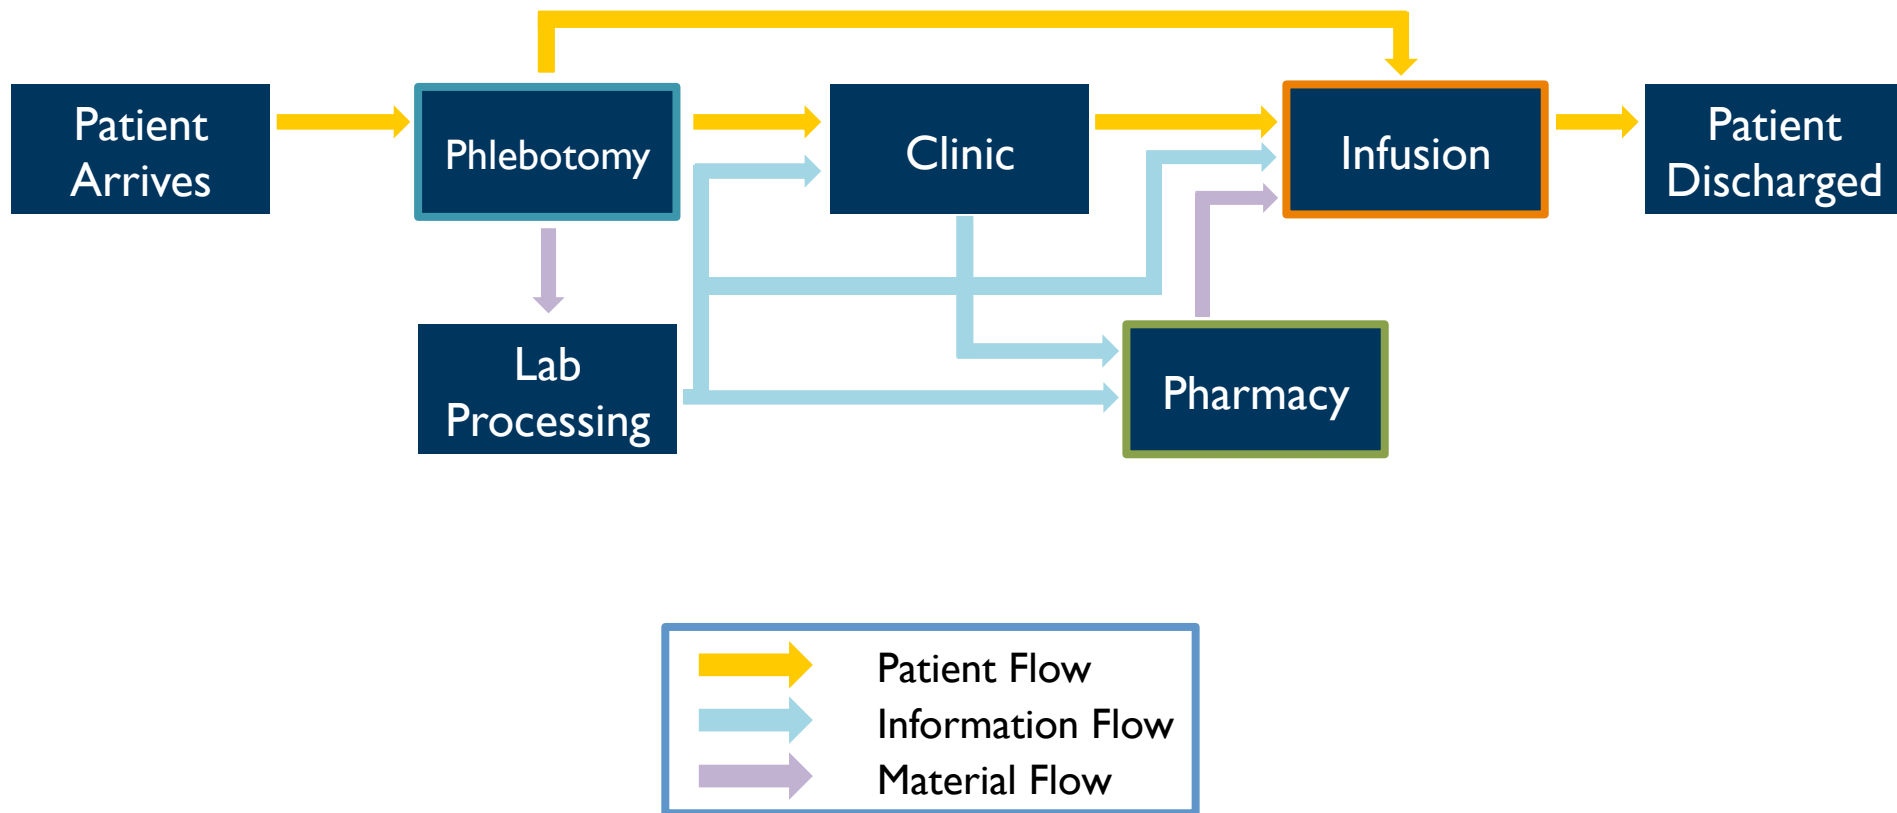 Patient
Arrives
Phlebotomy
Clinic
Infusion
Patient
Discharged
Lab
Processing
Pharmacy
Patient Flow
Information Flow
Material Flow